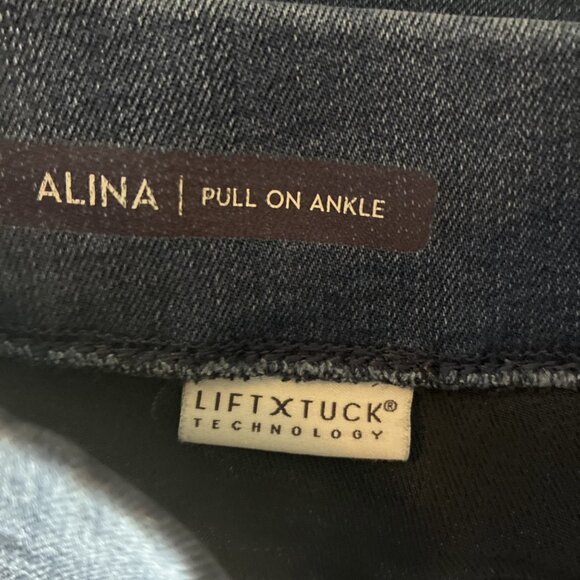 ALINA | PULL ON ANKLE
LIFTXTUCK®
TECHNOLOGY